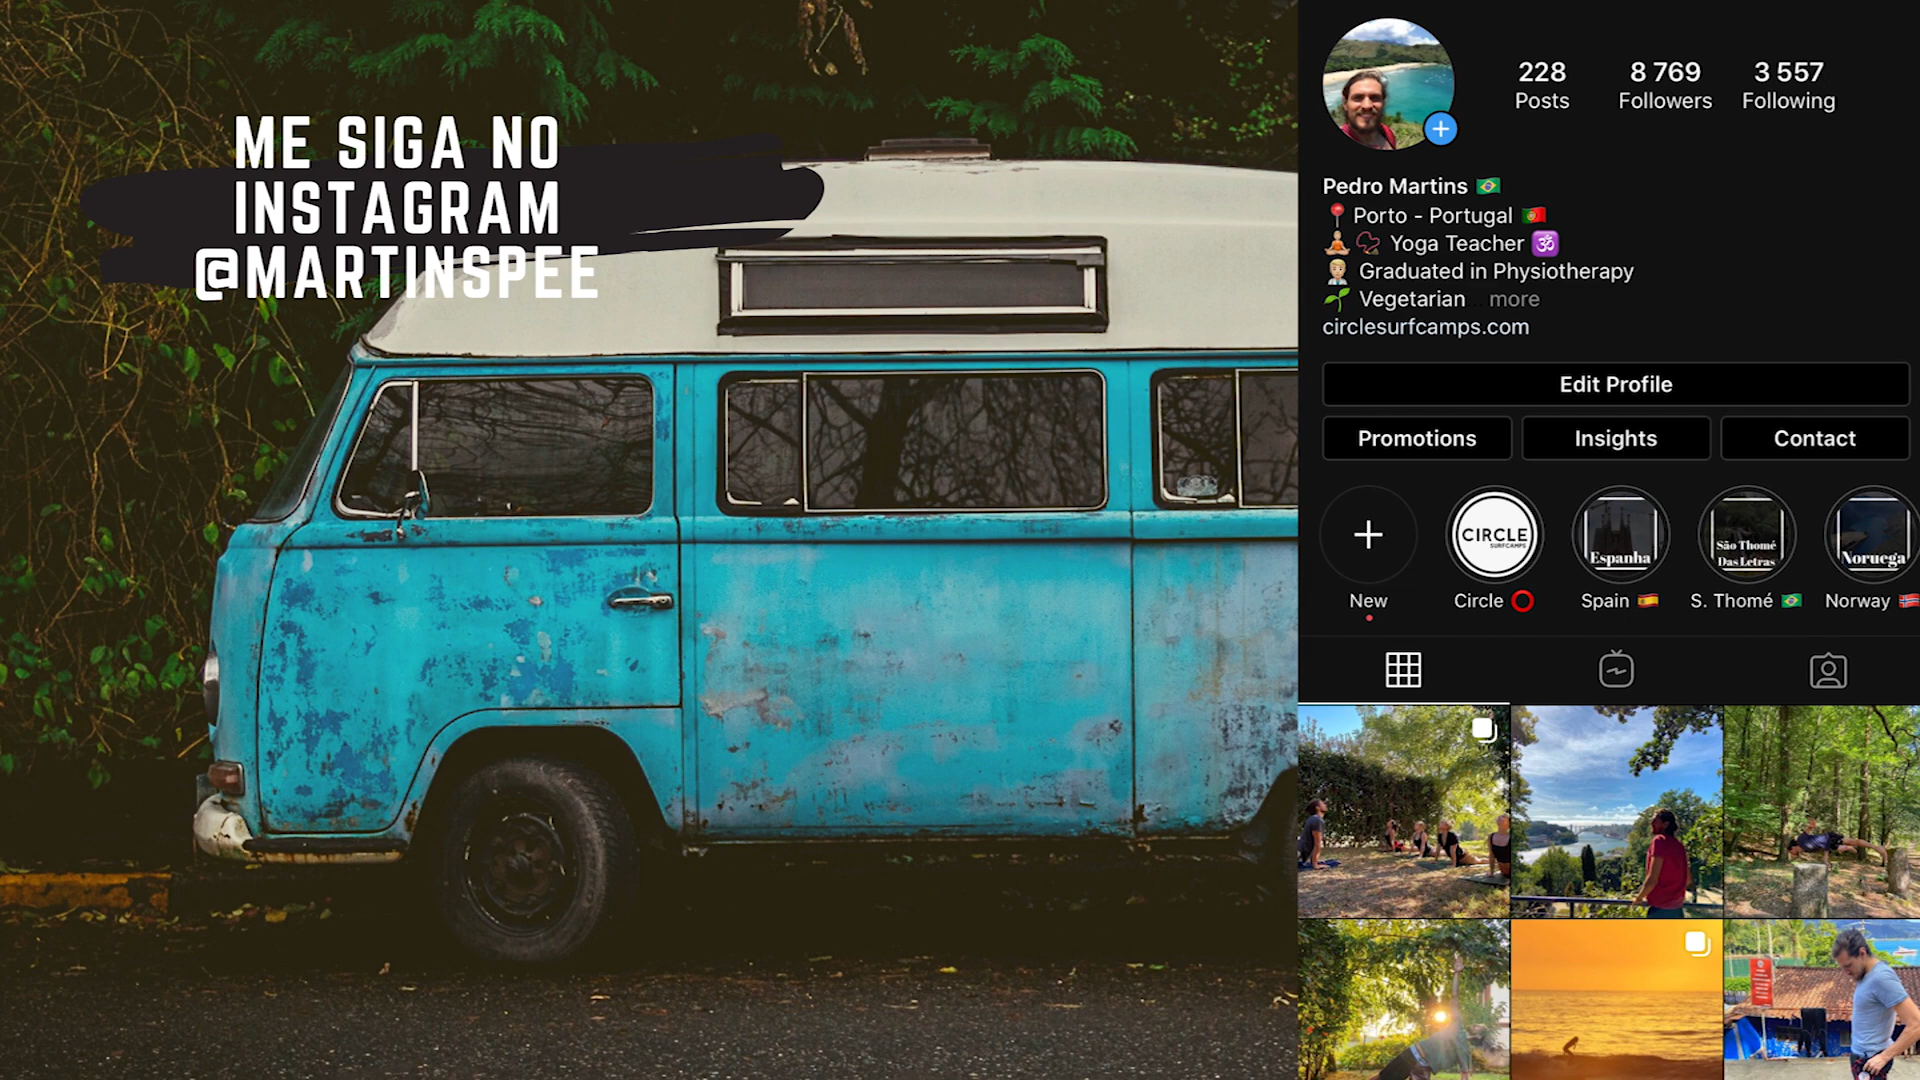 ME SIGA NO
INSTAGRAM
@MARTINSPEE
228
Posts
8 769
Followers
3 557
Following
Pedro Martins 🇧🇷
📍 Porto - Portugal 🇵🇹
🧘🏼‍♂️📿 Yoga Teacher 🕉
👨🏼‍⚕️ Graduated in Physiotherapy
🌱 Vegetarian ... more
circlesurfcamps.com
Edit Profile
Promotions
Insights
Contact
CIRCLE
SURFCAMPS
Espanha
São Thomé
Das Letras
Noruega
New
Circle ⭕
Spain 🇪🇸
S. Thomé 🇧🇷
Norway 🇳🇴